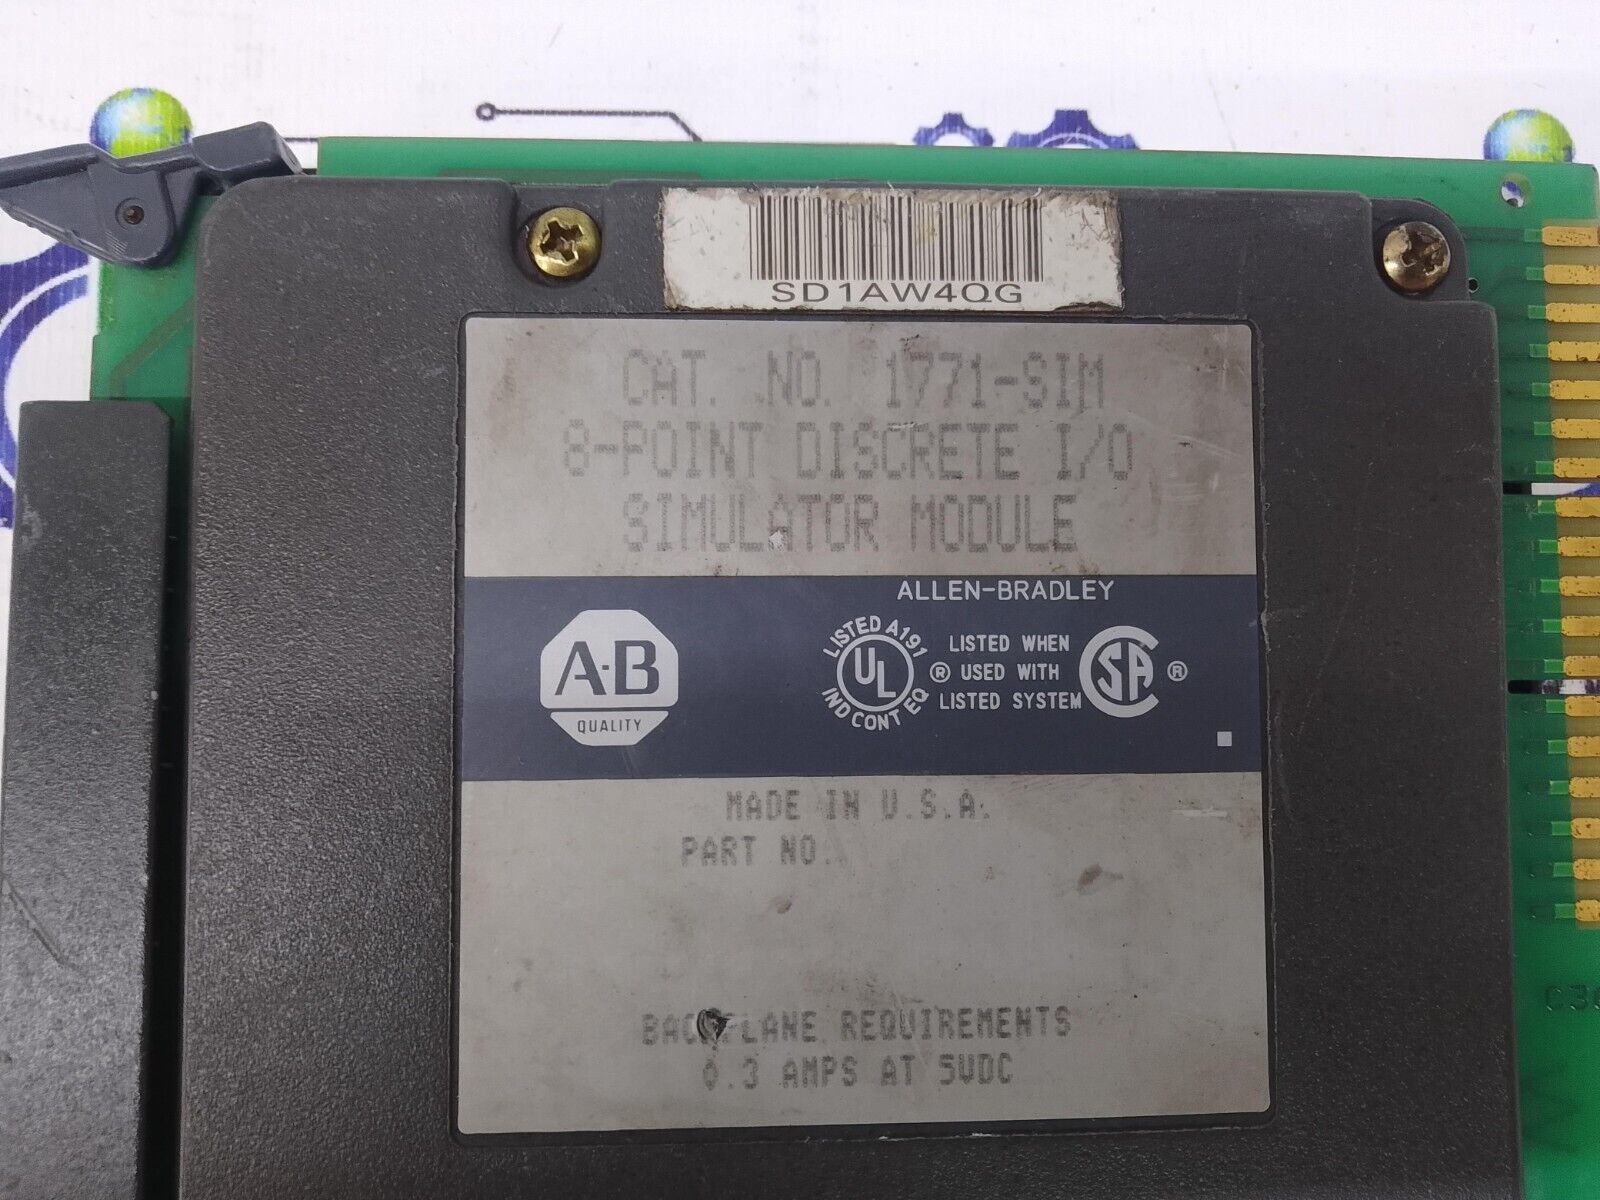 SD1AW4QG
CAT. NO. 1771-SIM
8-POINT DISCRETE I/O
SIMULATOR MODULE
ALLEN-BRADLEY
A-B
QUALITY
LISTED A191
UL
IND CONT EQ
®
LISTED WHEN
USED WITH
LISTED SYSTEM
CSA
®
MADE IN U.S.A.
PART NO.
BACKPLANE REQUIREMENTS
0.3 AMPS AT 5VDC